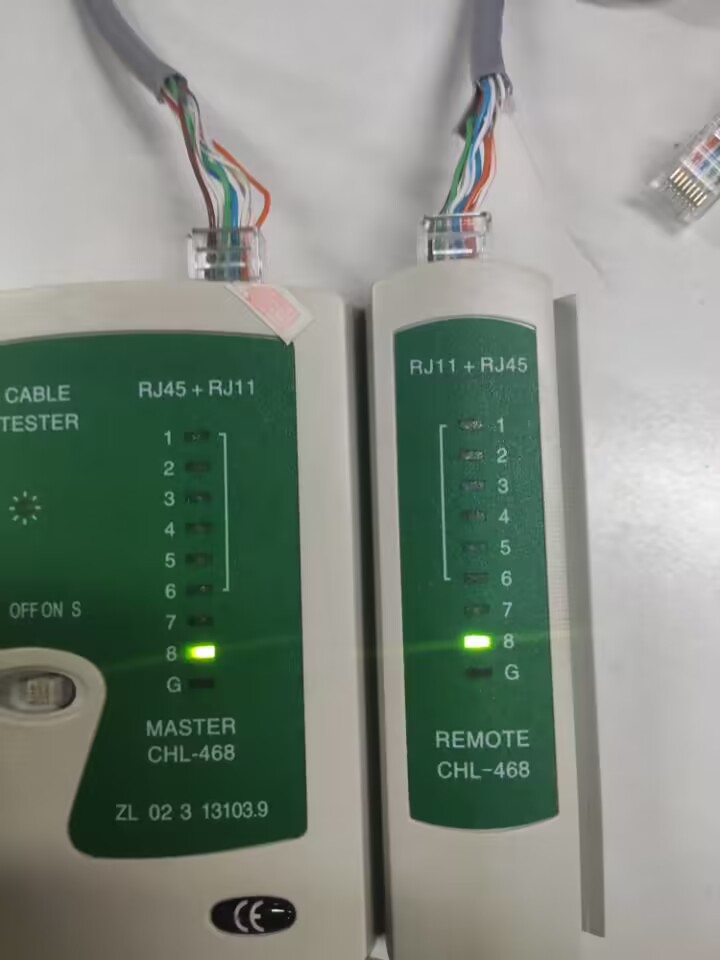 CABLE
TESTER
RJ45 + RJ11
1
2
3
4
5
6
7
8
G
OFF ON S
MASTER
CHL-468
ZL 02 3 13103.9
CE
RJ11 + RJ45
1
2
3
4
5
6
7
8
G
REMOTE
CHL-468